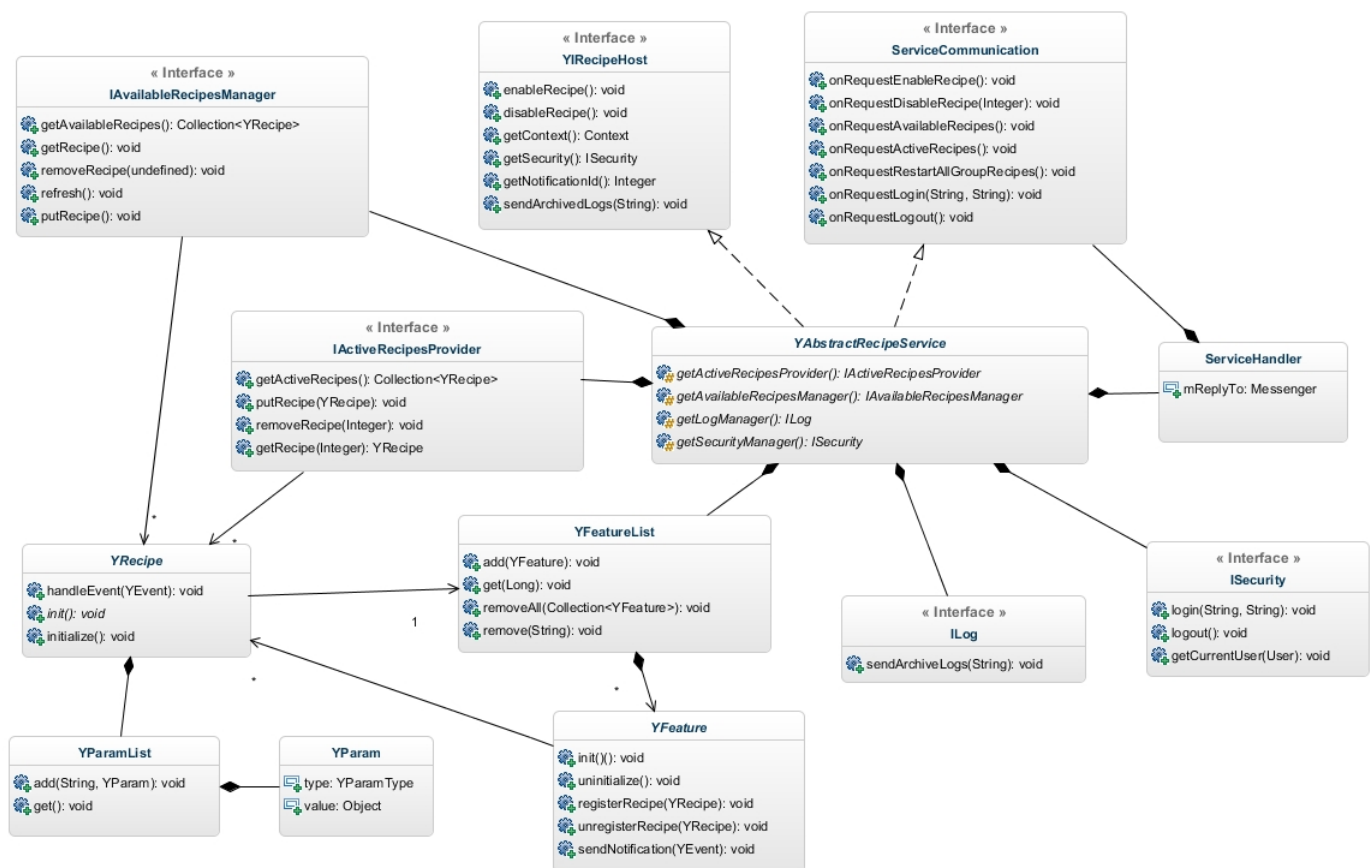 « Interface »
IAvailableRecipesManager
getAvailableRecipes(): Collection<YRecipe>
getRecipe(): void
removeRecipe(undefined): void
refresh(): void
putRecipe(): void
« Interface »
YIRecipeHost
enableRecipe(): void
disableRecipe(): void
getContext(): Context
getSecurity(): ISecurity
getNotificationId(): Integer
sendArchivedLogs(String): void
« Interface »
ServiceCommunication
onRequestEnableRecipe(): void
onRequestDisableRecipe(Integer): void
onRequestAvailableRecipes(): void
onRequestActiveRecipes(): void
onRequestRestartAllGroupRecipes(): void
onRequestLogin(String, String): void
onRequestLogout(): void
« Interface »
IActiveRecipesProvider
getActiveRecipes(): Collection<YRecipe>
putRecipe(YRecipe): void
removeRecipe(Integer): void
getRecipe(Integer): YRecipe
YAbstractRecipeService
getActiveRecipesProvider(): IActiveRecipesProvider
getAvailableRecipesManager(): IAvailableRecipesManager
getLogManager(): ILog
getSecurityManager(): ISecurity
ServiceHandler
mReplyTo: Messenger
*
*
YRecipe
handleEvent(YEvent): void
init(): void
initialize(): void
1
*
YFeatureList
add(YFeature): void
get(Long): void
removeAll(Collection<YFeature>): void
remove(String): void
*
« Interface »
ILog
sendArchiveLogs(String): void
« Interface »
ISecurity
login(String, String): void
logout(): void
getCurrentUser(User): void
YParamList
add(String, YParam): void
get(): void
YParam
type: YParamType
value: Object
YFeature
init()(): void
uninitialize(): void
registerRecipe(YRecipe): void
unregisterRecipe(YRecipe): void
sendNotification(YEvent): void